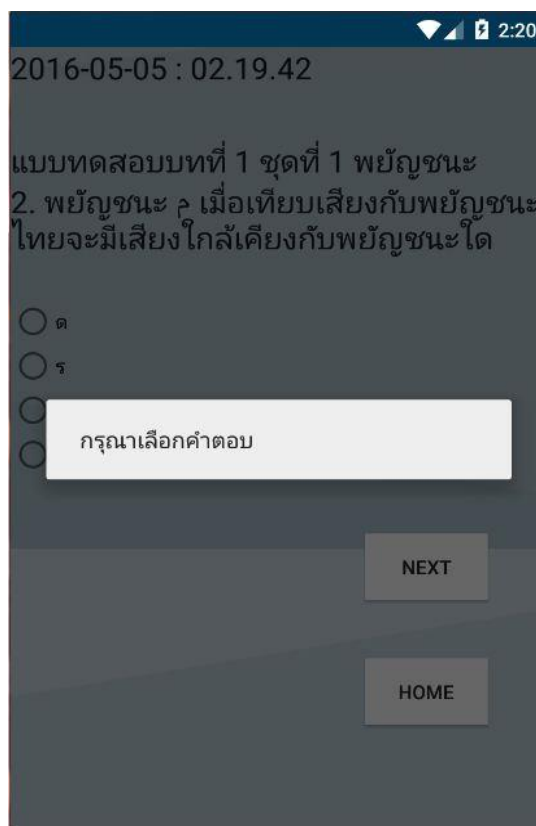 2:20
2016-05-05 : 02.19.42
แบบทดสอบบทที่ 1 ชุดที่ 1 พยัญชนะ
2. พยัญชนะ م เมื่อเทียบเสียงกับพยัญชนะ
ไทยจะมีเสียงใกล้เคียงกับพยัญชนะใด
ด
ร
กรุณาเลือกคำตอบ
NEXT
HOME